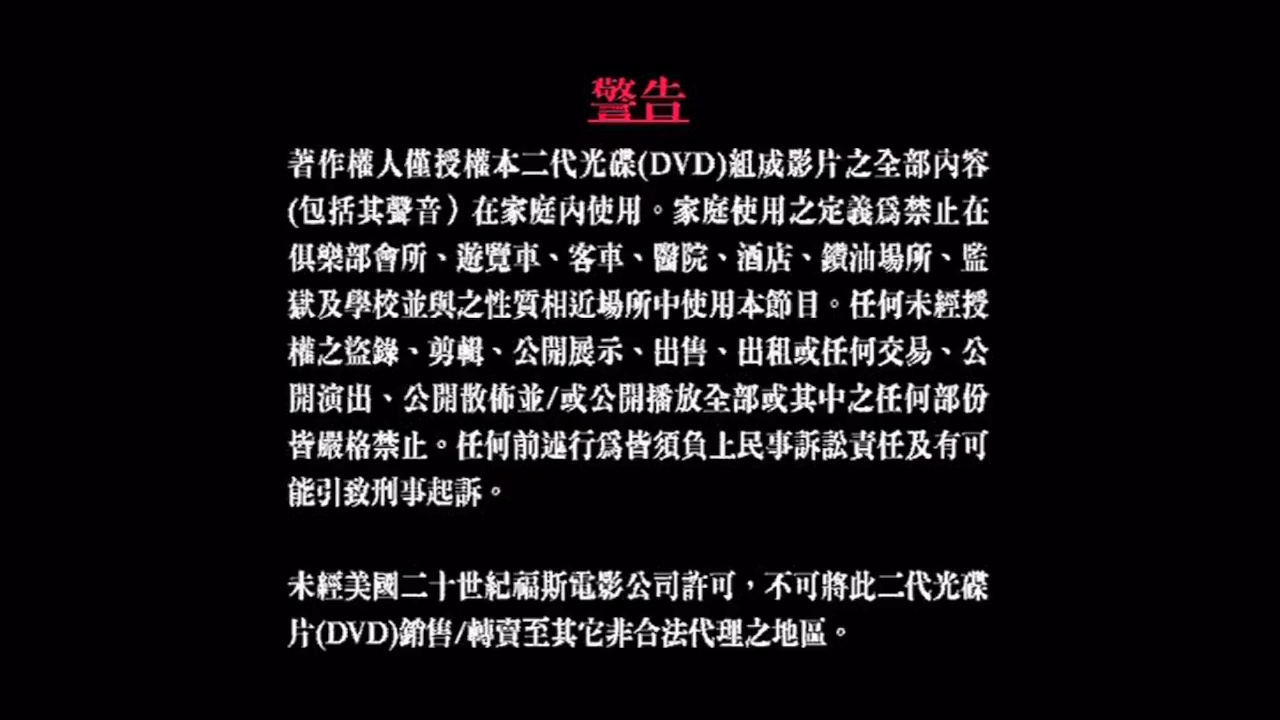 警告
著作權人僅授權本二代光碟(DVD)組成影片之全部內容
(包括其聲音）在家庭內使用。家庭使用之定義爲禁止在
俱樂部會所、遊覽車、客車、醫院、酒店、鑽油場所、監
獄及學校並與之性質相近場所中使用本節目。任何未經授
權之盜錄、剪輯、公開展示、出售、出租或任何交易、公
開演出、公開散佈並/或公開播放全部或其中之任何部份
皆嚴格禁止。任何前述行爲皆須負上民事訴訟責任及有可
能引致刑事起訴。
未經美國二十世紀福斯電影公司許可，不可將此二代光碟
片(DVD)銷售/轉賣至其它非合法代理之地區。